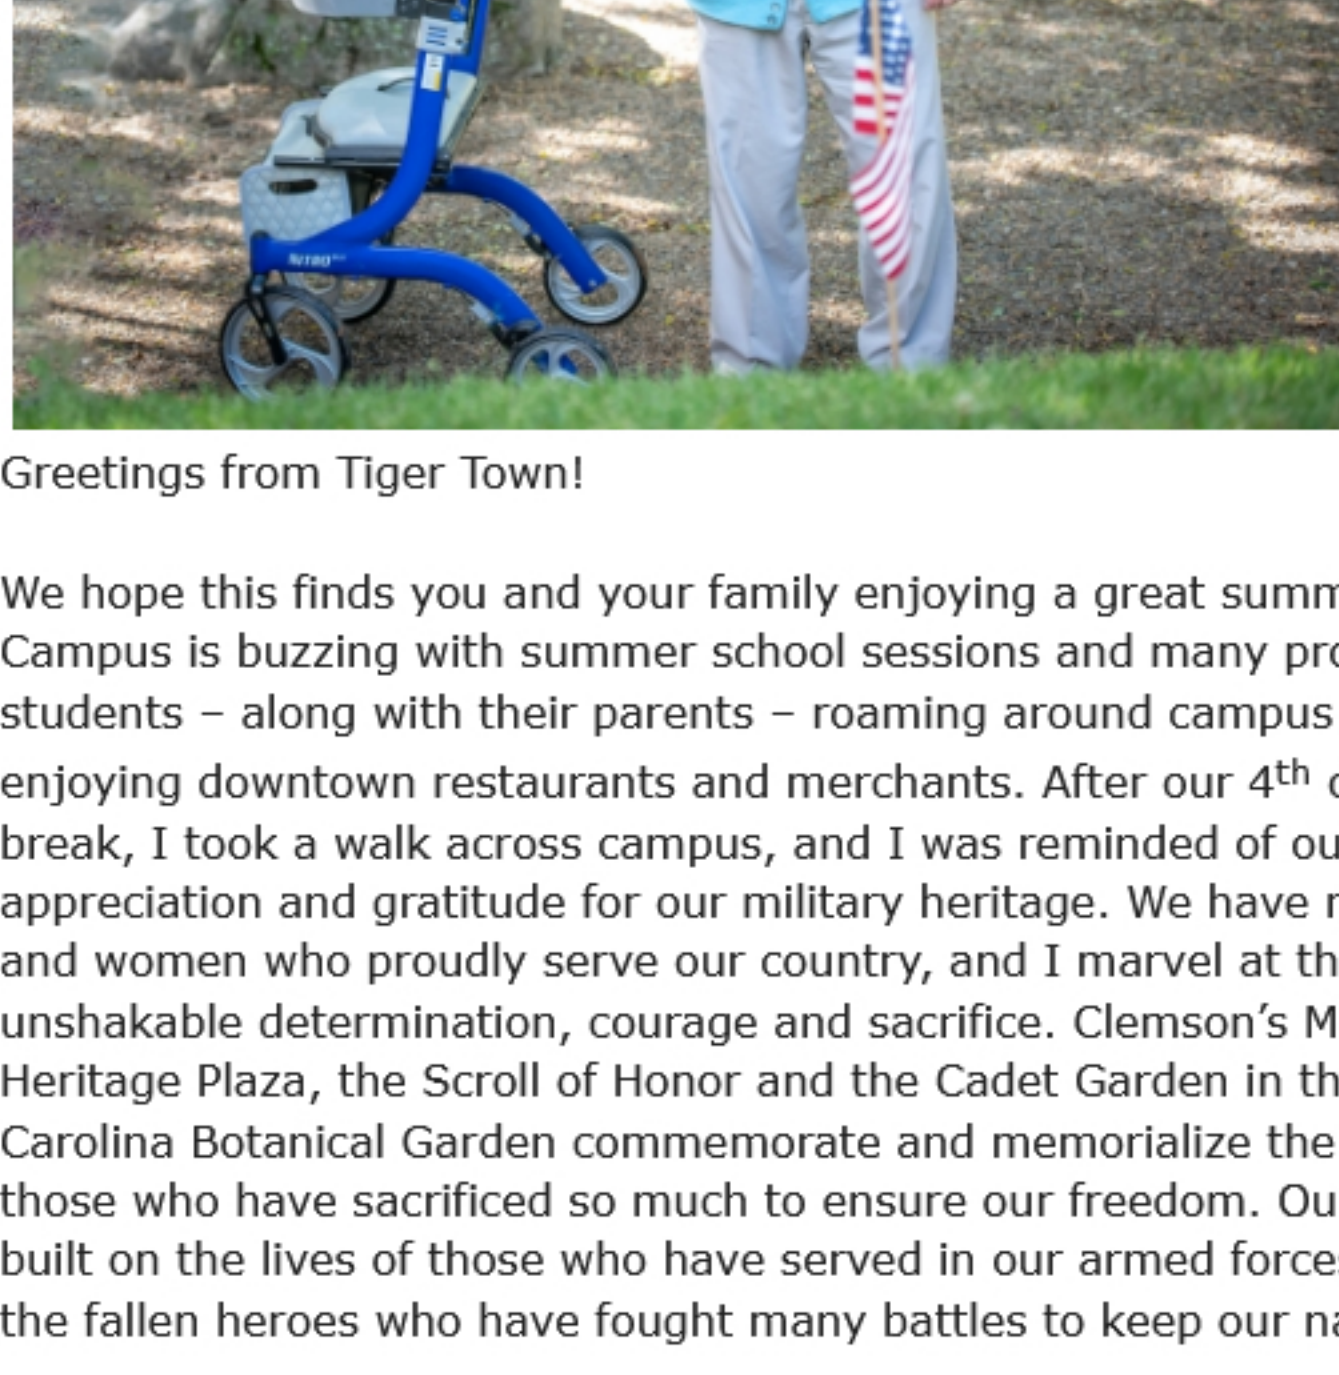 NITRO
Greetings from Tiger Town!
We hope this finds you and your family enjoying a great summ
Campus is buzzing with summer school sessions and many pro
students – along with their parents – roaming around campus
enjoying downtown restaurants and merchants. After our 4th o
break, I took a walk across campus, and I was reminded of ou
appreciation and gratitude for our military heritage. We have m
and women who proudly serve our country, and I marvel at th
unshakable determination, courage and sacrifice. Clemson’s M
Heritage Plaza, the Scroll of Honor and the Cadet Garden in th
Carolina Botanical Garden commemorate and memorialize the
those who have sacrificed so much to ensure our freedom. Ou
built on the lives of those who have served in our armed forces
the fallen heroes who have fought many battles to keep our na